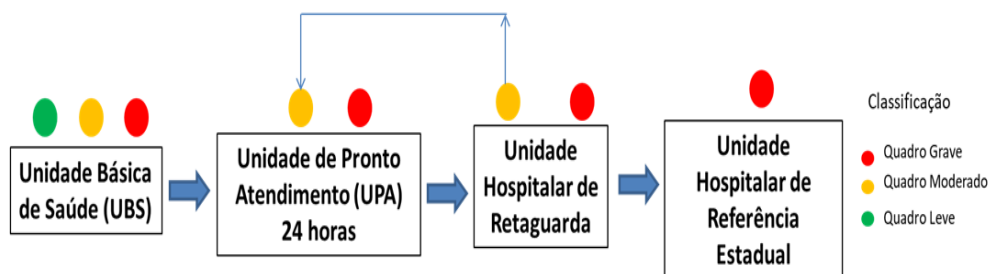 Unidade Básica
de Saúde (UBS)
Unidade de Pronto
Atendimento (UPA)
24 horas
Unidade
Hospitalar de
Retaguarda
Unidade
Hospitalar de
Referência
Estadual
Classificação
Quadro Grave
Quadro Moderado
Quadro Leve